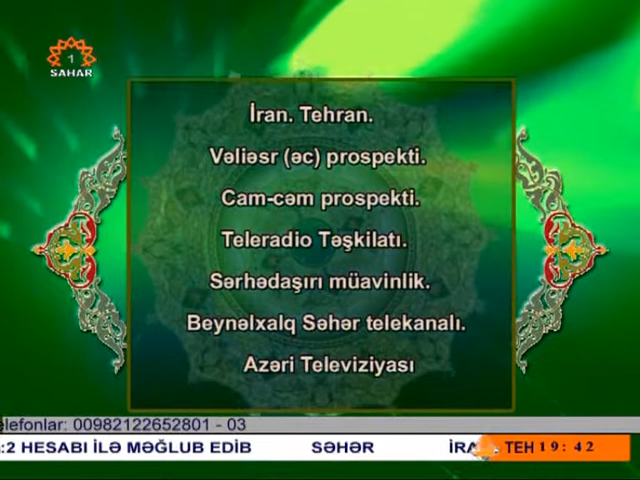 1
SAHAR
İran. Tehran.
Vəliəsr (əc) prospekti.
Cam-cəm prospekti.
Teleradio Təşkilatı.
Sərhədaşırı müavinlik.
Beynəlxalq Səhər telekanalı.
Azəri Televiziyası
elefonlar: 00982122652801 - 03
:2 HESABI İLƏ MƏĞLUB EDİB SƏHƏR İRA TEH 19:42